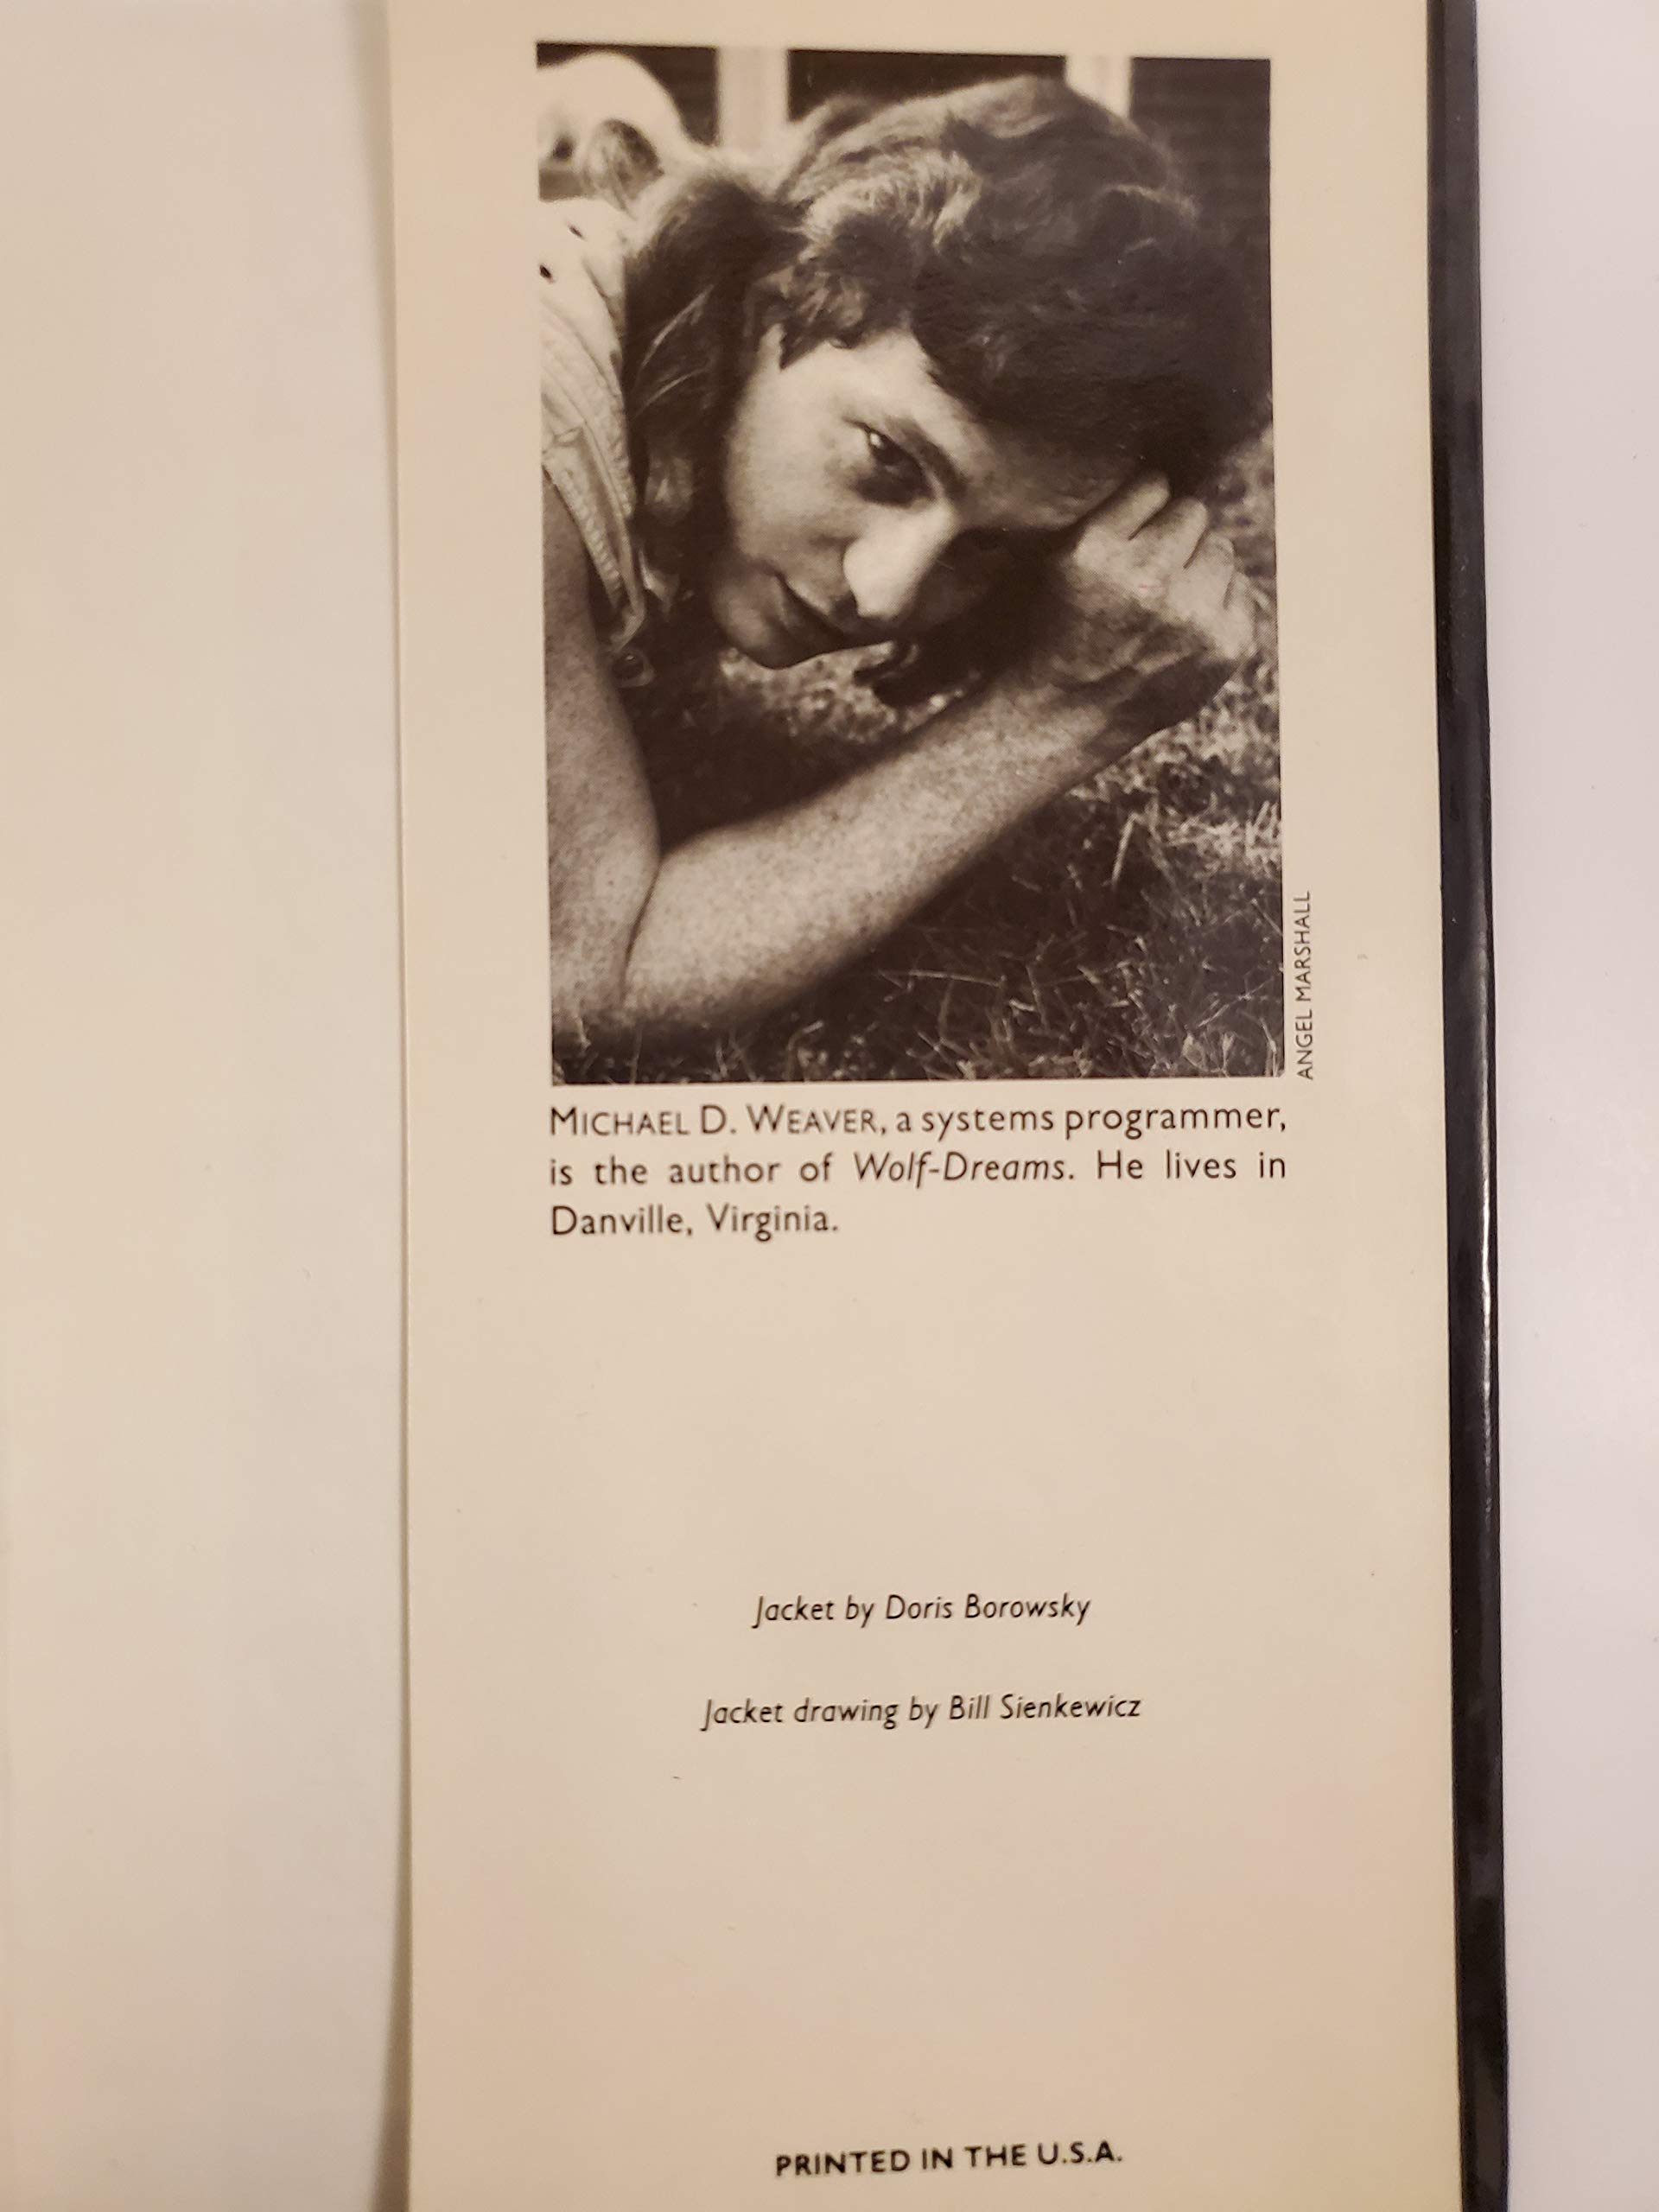 ANGEL MARSHALL
MICHAEL D. WEAVER, a systems programmer,
is the author of Wolf-Dreams. He lives in
Danville, Virginia.
Jacket by Doris Borowsky
Jacket drawing by Bill Sienkewicz
PRINTED IN THE U.S.A.